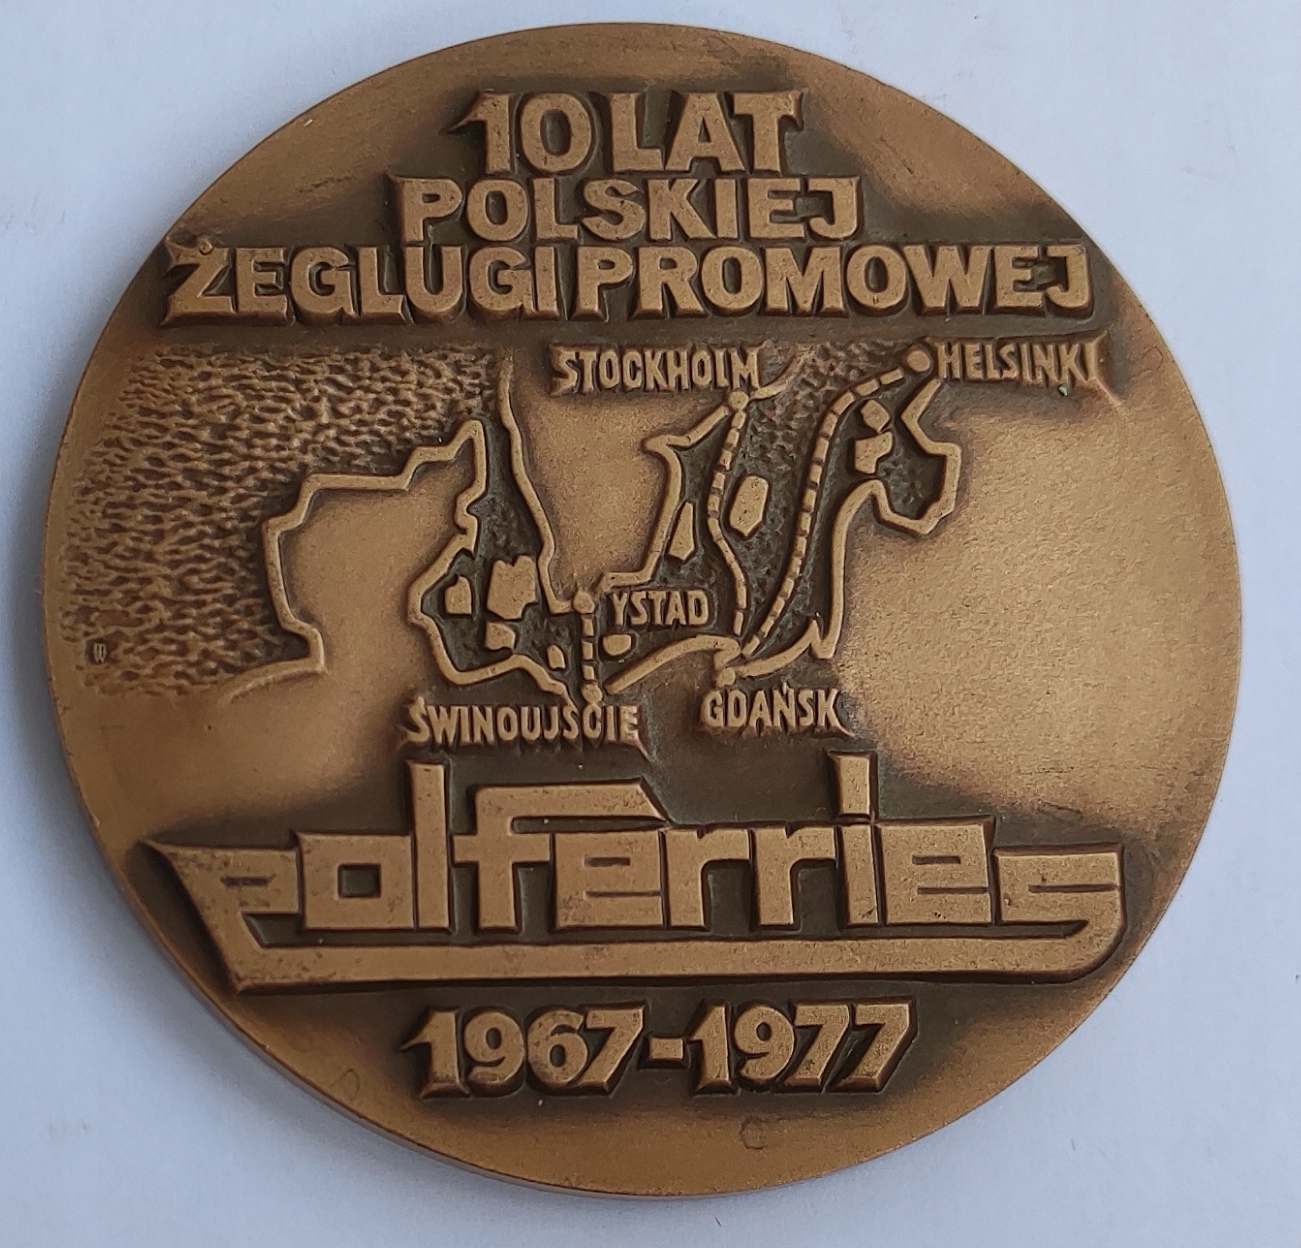 10 LAT
POLSKIEJ
ŻEGLUGI PROMOWEJ
STOCKHOLM
HELSINKI
YSTAD
ŚWINOUJŚCIE
GDAŃSK
polferries
1967-1977